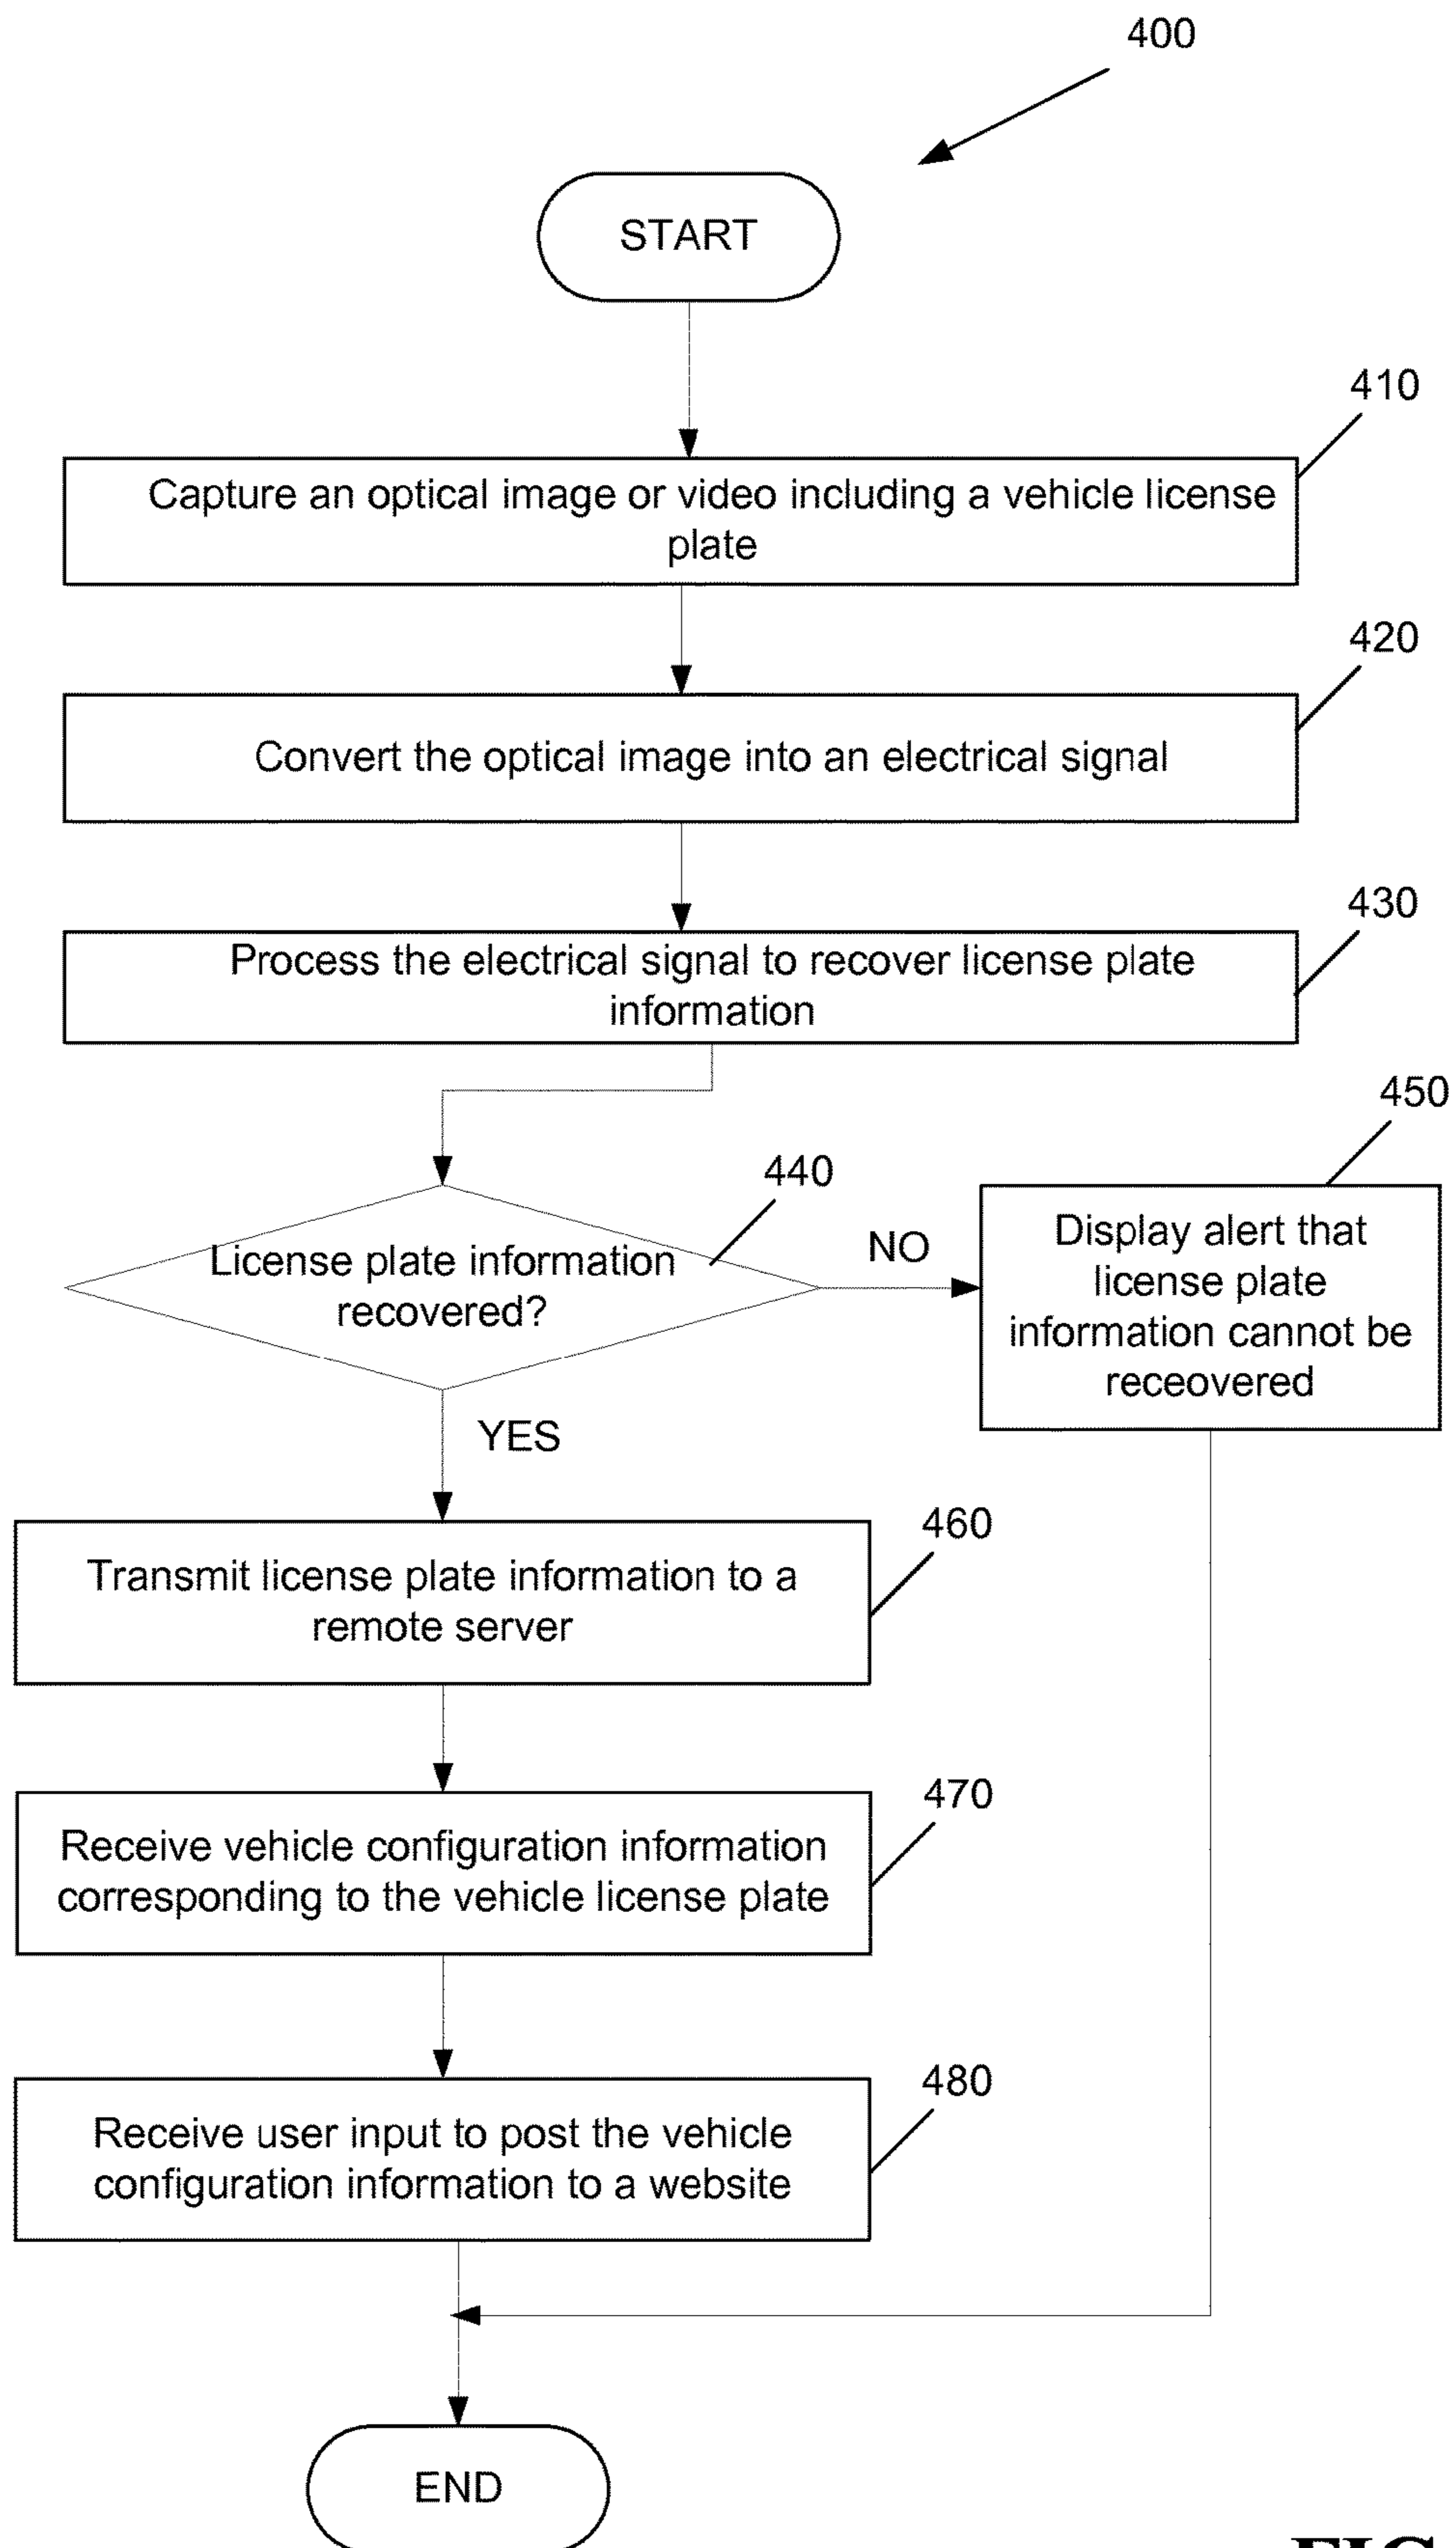 400
START
410
Capture an optical image or video including a vehicle license
plate
420
Convert the optical image into an electrical signal
430
Process the electrical signal to recover license plate
information
440
License plate information
recovered?
NO
450
Display alert that
license plate
information cannot be
receovered
YES
460
Transmit license plate information to a
remote server
470
Receive vehicle configuration information
corresponding to the vehicle license plate
480
Receive user input to post the vehicle
configuration information to a website
END